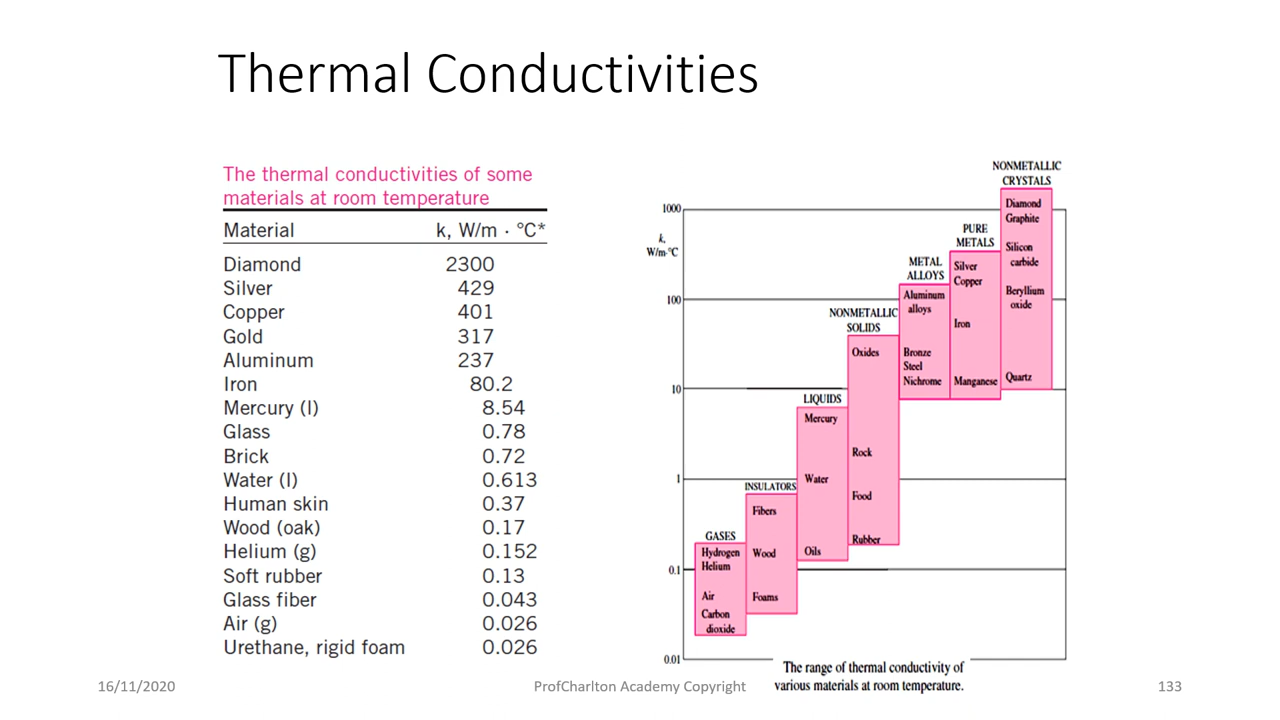 Thermal Conductivities
The thermal conductivities of some
materials at room temperature
Material k, W/m · °C*
Diamond 2300
Silver 429
Copper 401
Gold 317
Aluminum 237
Iron 80.2
Mercury (l) 8.54
Glass 0.78
Brick 0.72
Water (l) 0.613
Human skin 0.37
Wood (oak) 0.17
Helium (g) 0.152
Soft rubber 0.13
Glass fiber 0.043
Air (g) 0.026
Urethane, rigid foam 0.026
1000
k,
W/m·°C
100
10
1
0.1
0.01
GASES
Hydrogen
Helium
Air
Carbon
dioxide
INSULATORS
Fibers
Wood
Foams
LIQUIDS
Mercury
Water
Oils
NONMETALLIC
SOLIDS
Oxides
Rock
Food
Rubber
METAL
ALLOYS
Aluminum
alloys
Bronze
Steel
Nichrome
PURE
METALS
Silver
Copper
Iron
Manganese
NONMETALLIC
CRYSTALS
Diamond
Graphite
Silicon
carbide
Beryllium
oxide
Quartz
The range of thermal conductivity of
various materials at room temperature.
16/11/2020
ProfCharlton Academy Copyright
133